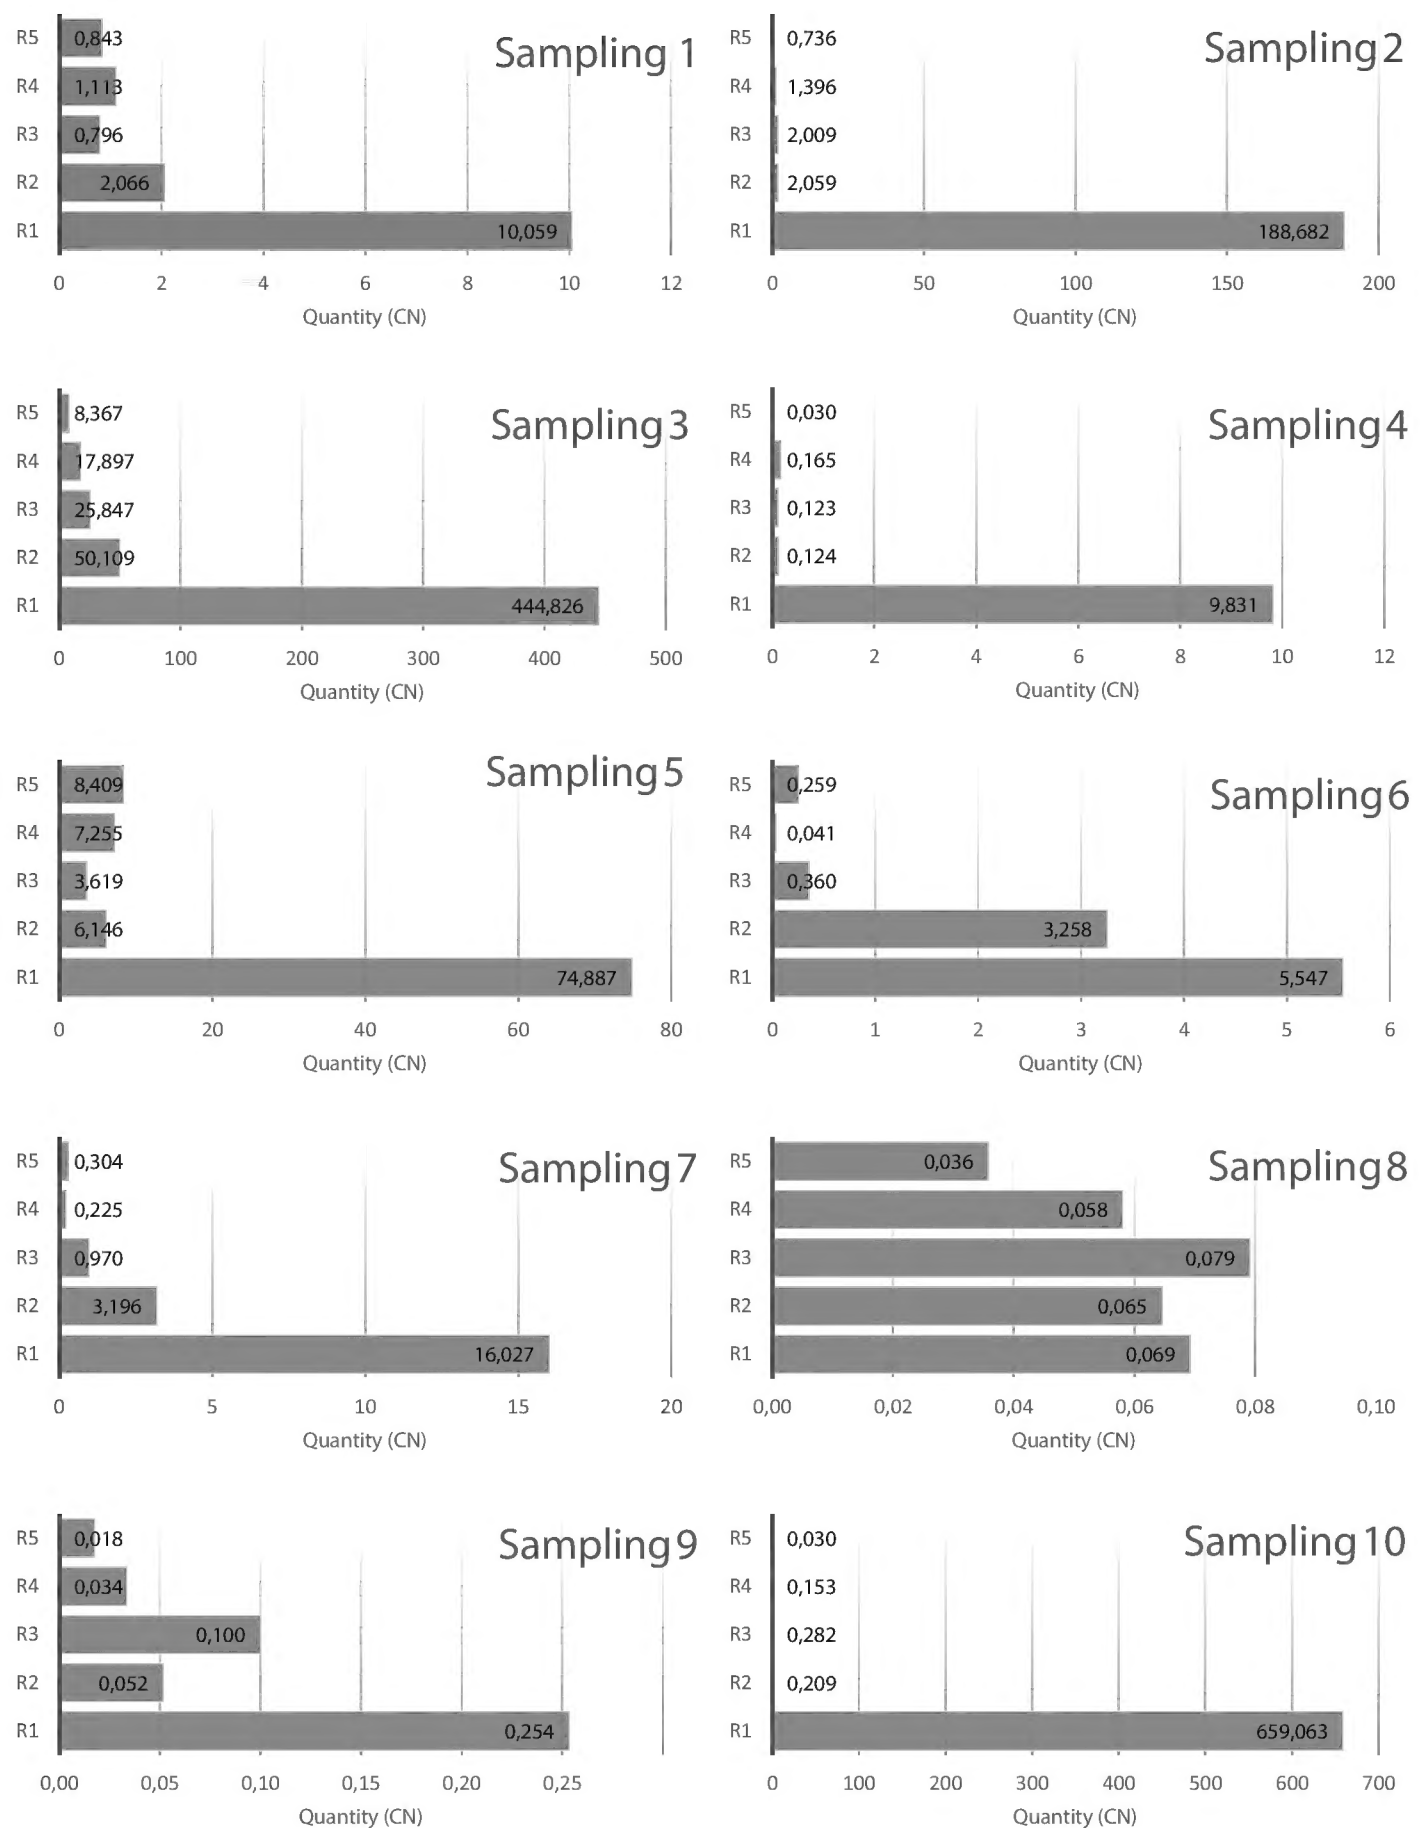 Sampling 1
R5 0,843
R4 1,113
R3 0,796
R2 2,066
R1 10,059
0 2 4 6 8 10 12
Quantity (CN)
Sampling 2
R5 0,736
R4 1,396
R3 2,009
R2 2,059
R1 188,682
0 50 100 150 200
Quantity (CN)
Sampling 3
R5 8,367
R4 17,897
R3 25,847
R2 50,109
R1 444,826
0 100 200 300 400 500
Quantity (CN)
Sampling 4
R5 0,030
R4 0,165
R3 0,123
R2 0,124
R1 9,831
0 2 4 6 8 10 12
Quantity (CN)
Sampling 5
R5 8,409
R4 7,255
R3 3,619
R2 6,146
R1 74,887
0 20 40 60 80
Quantity (CN)
Sampling 6
R5 0,259
R4 0,041
R3 0,360
R2 3,258
R1 5,547
0 1 2 3 4 5 6
Quantity (CN)
Sampling 7
R5 0,304
R4 0,225
R3 0,970
R2 3,196
R1 16,027
0 5 10 15 20
Quantity (CN)
Sampling 8
R5 0,036
R4 0,058
R3 0,079
R2 0,065
R1 0,069
0,00 0,02 0,04 0,06 0,08 0,10
Quantity (CN)
Sampling 9
R5 0,018
R4 0,034
R3 0,100
R2 0,052
R1 0,254
0,00 0,05 0,10 0,15 0,20 0,25
Quantity (CN)
Sampling 10
R5 0,030
R4 0,153
R3 0,282
R2 0,209
R1 659,063
0 100 200 300 400 500 600 700
Quantity (CN)